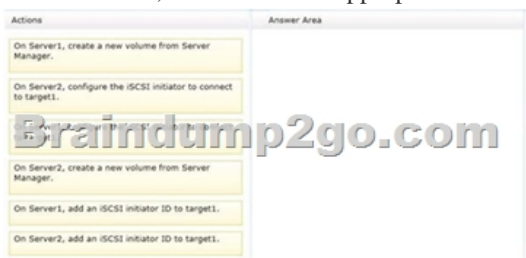 Actions
Answer Area
On Server1, create a new volume from Server
Manager.
On Server2, configure the iSCSI initiator to connect
to target1.
Braindump2go.com
On Server2, create a new volume from Server
Manager.
On Server1, add an iSCSI initiator ID to target1.
On Server2, add an iSCSI initiator ID to target1.